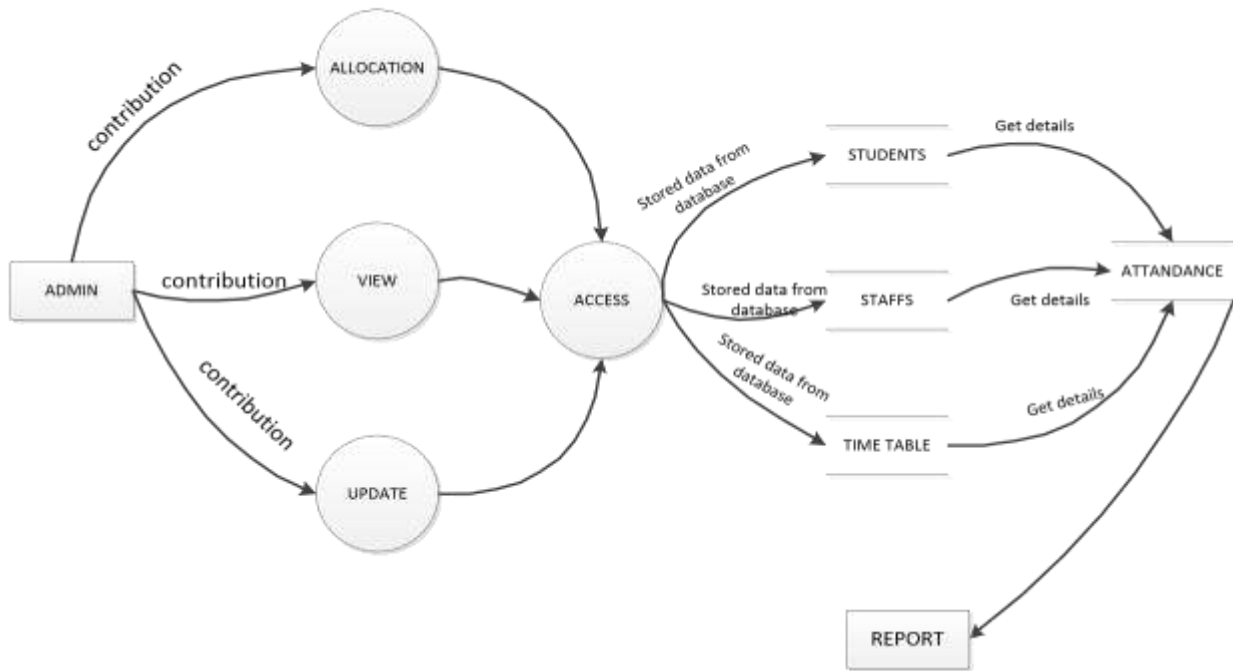 ALLOCATION
contribution
Get details
STUDENTS
Stored data from
database
ADMIN
contribution
VIEW
ACCESS
Stored data from
database
STAFFS
Get details
ATTANDANCE
contribution
Stored data from
database
Get details
TIME TABLE
UPDATE
REPORT